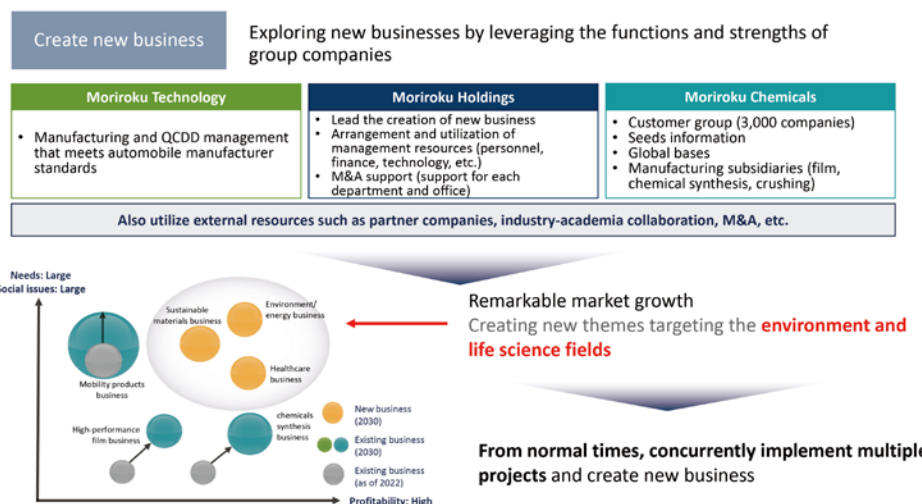 Create new business
Exploring new businesses by leveraging the functions and strengths of
group companies
Moriroku Technology
• Manufacturing and QCDD management
that meets automobile manufacturer
standards
Moriroku Holdings
• Lead the creation of new business
• Arrangement and utilization of
management resources (personnel,
finance, technology, etc.)
• M&A support (support for each
department and office)
Moriroku Chemicals
• Customer group (3,000 companies)
• Seeds information
• Global bases
• Manufacturing subsidiaries (film,
chemical synthesis, crushing)
Also utilize external resources such as partner companies, industry-academia collaboration, M&A, etc.
Needs: Large
Social issues: Large
Sustainable
materials business
Environment/
energy business
Healthcare
business
Mobility products
business
High-performance
film business
chemicals
synthesis
business
New business
(2030)
Existing business
(2030)
Existing business
(as of 2022)
Profitability: High
Remarkable market growth
Creating new themes targeting the environment and
life science fields
From normal times, concurrently implement multiple
projects and create new business